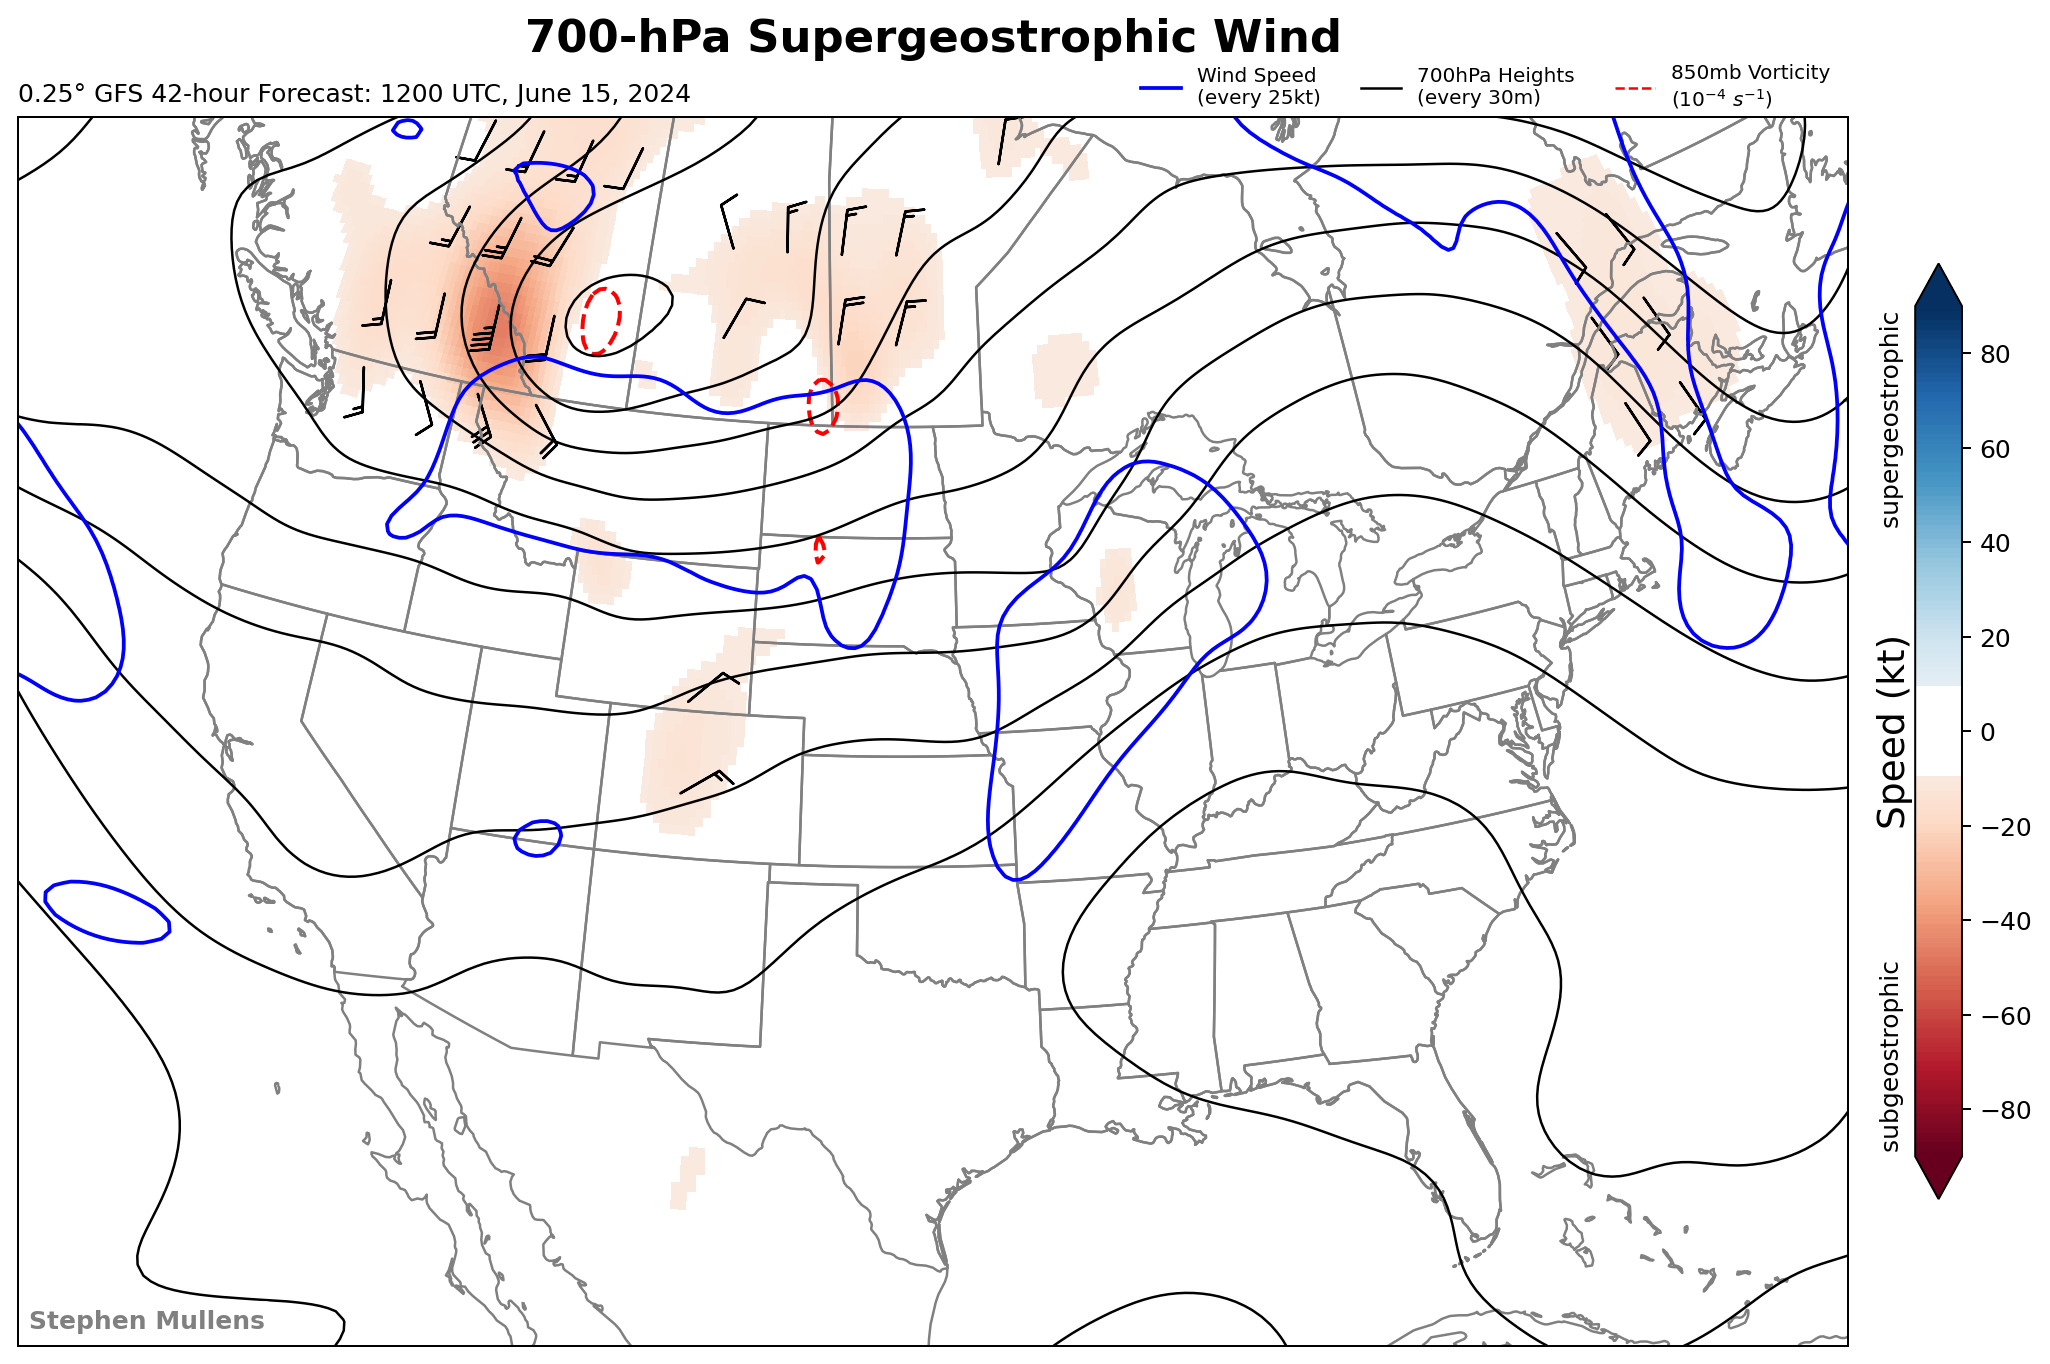 700-hPa Supergeostrophic Wind
0.25° GFS 42-hour Forecast: 1200 UTC, June 15, 2024
Wind Speed
(every 25kt)
700hPa Heights
(every 30m)
850mb Vorticity
(10⁻⁴ s⁻¹)
supergeostrophic
Speed (kt)
subgeostrophic
80
60
40
20
0
−20
−40
−60
−80
Stephen Mullens